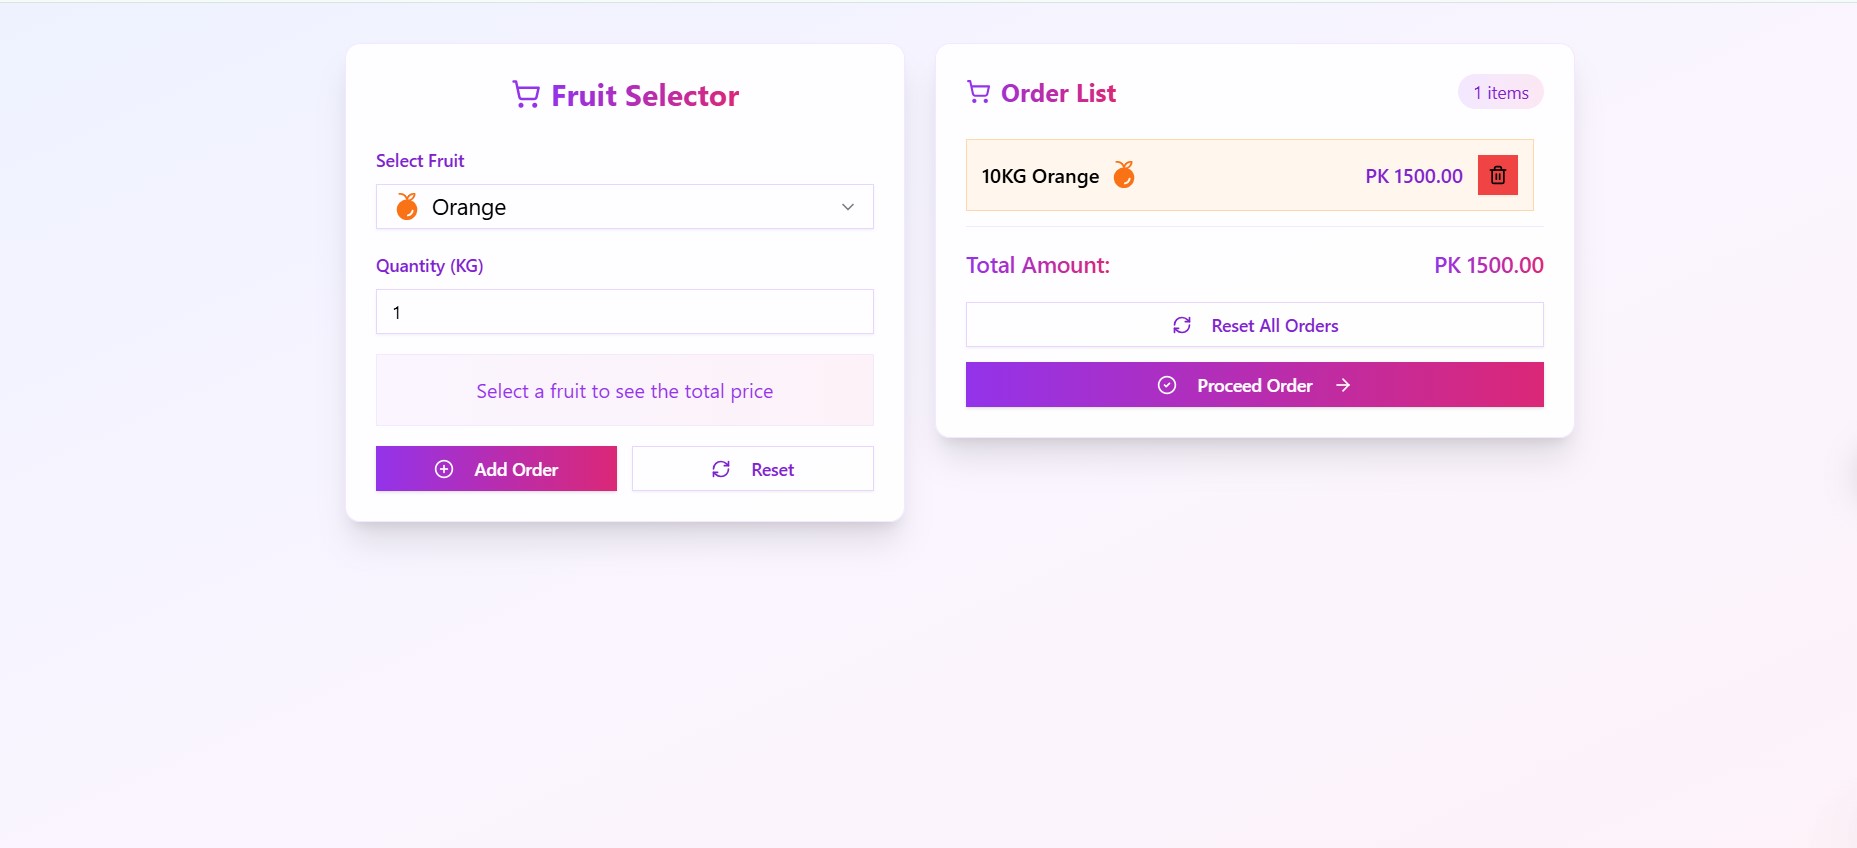 Fruit Selector
Select Fruit
Orange
Quantity (KG)
1
Select a fruit to see the total price
Add Order
Reset
Order List
1 items
10KG Orange
PK 1500.00
Total Amount:
PK 1500.00
Reset All Orders
Proceed Order